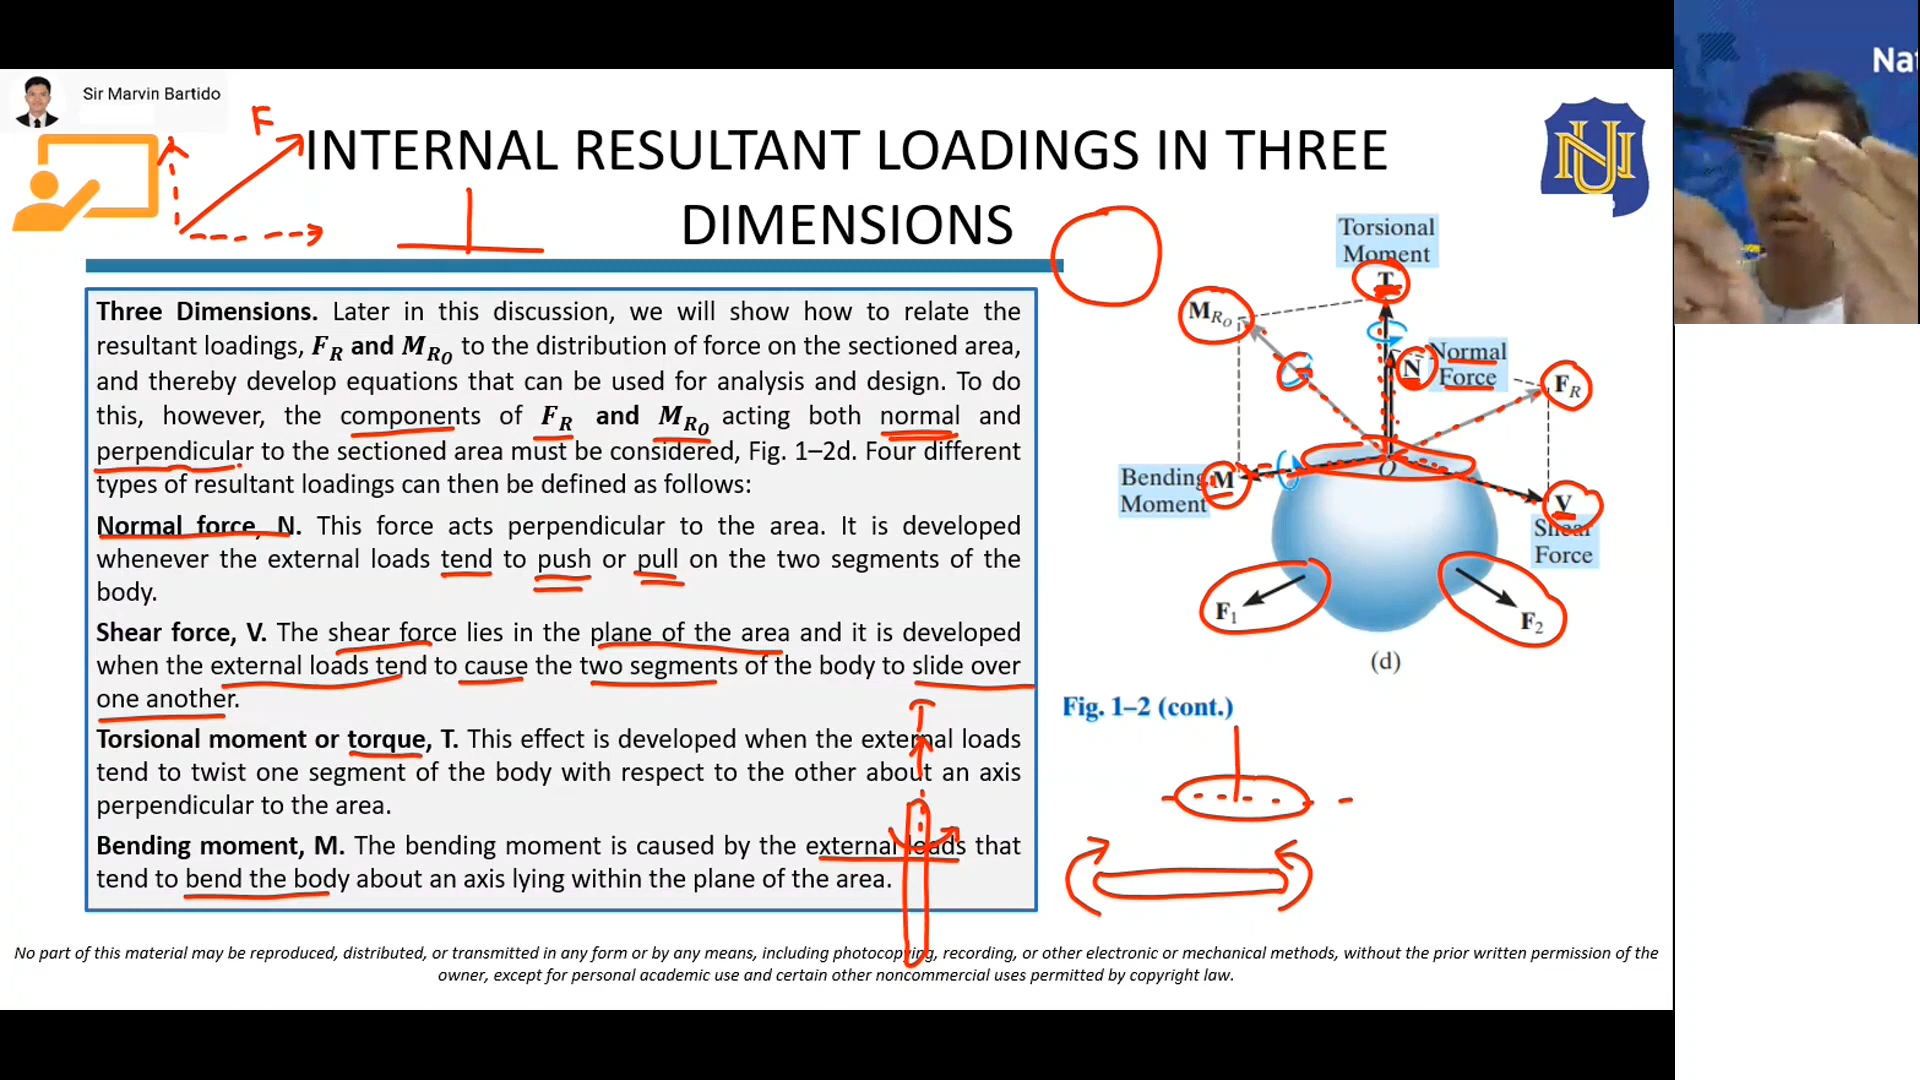 Sir Marvin Bartido
Nat
F
INTERNAL RESULTANT LOADINGS IN THREE
DIMENSIONS
Three Dimensions. Later in this discussion, we will show how to relate the
resultant loadings, F_R and M_{R_O} to the distribution of force on the sectioned area,
and thereby develop equations that can be used for analysis and design. To do
this, however, the components of F_R and M_{R_O} acting both normal and
perpendicular to the sectioned area must be considered, Fig. 1–2d. Four different
types of resultant loadings can then be defined as follows:
Normal force, N. This force acts perpendicular to the area. It is developed
whenever the external loads tend to push or pull on the two segments of the
body.
Shear force, V. The shear force lies in the plane of the area and it is developed
when the external loads tend to cause the two segments of the body to slide over
one another.
Torsional moment or torque, T. This effect is developed when the external loads
tend to twist one segment of the body with respect to the other about an axis
perpendicular to the area.
Bending moment, M. The bending moment is caused by the external loads that
tend to bend the body about an axis lying within the plane of the area.
Torsional
Moment
T
M_{R_O}
N
Normal
Force
F_R
Bending
Moment
M
O
V
Shear
Force
F_1
F_2
(d)
Fig. 1–2 (cont.)
No part of this material may be reproduced, distributed, or transmitted in any form or by any means, including photocopying, recording, or other electronic or mechanical methods, without the prior written permission of the
owner, except for personal academic use and certain other noncommercial uses permitted by copyright law.